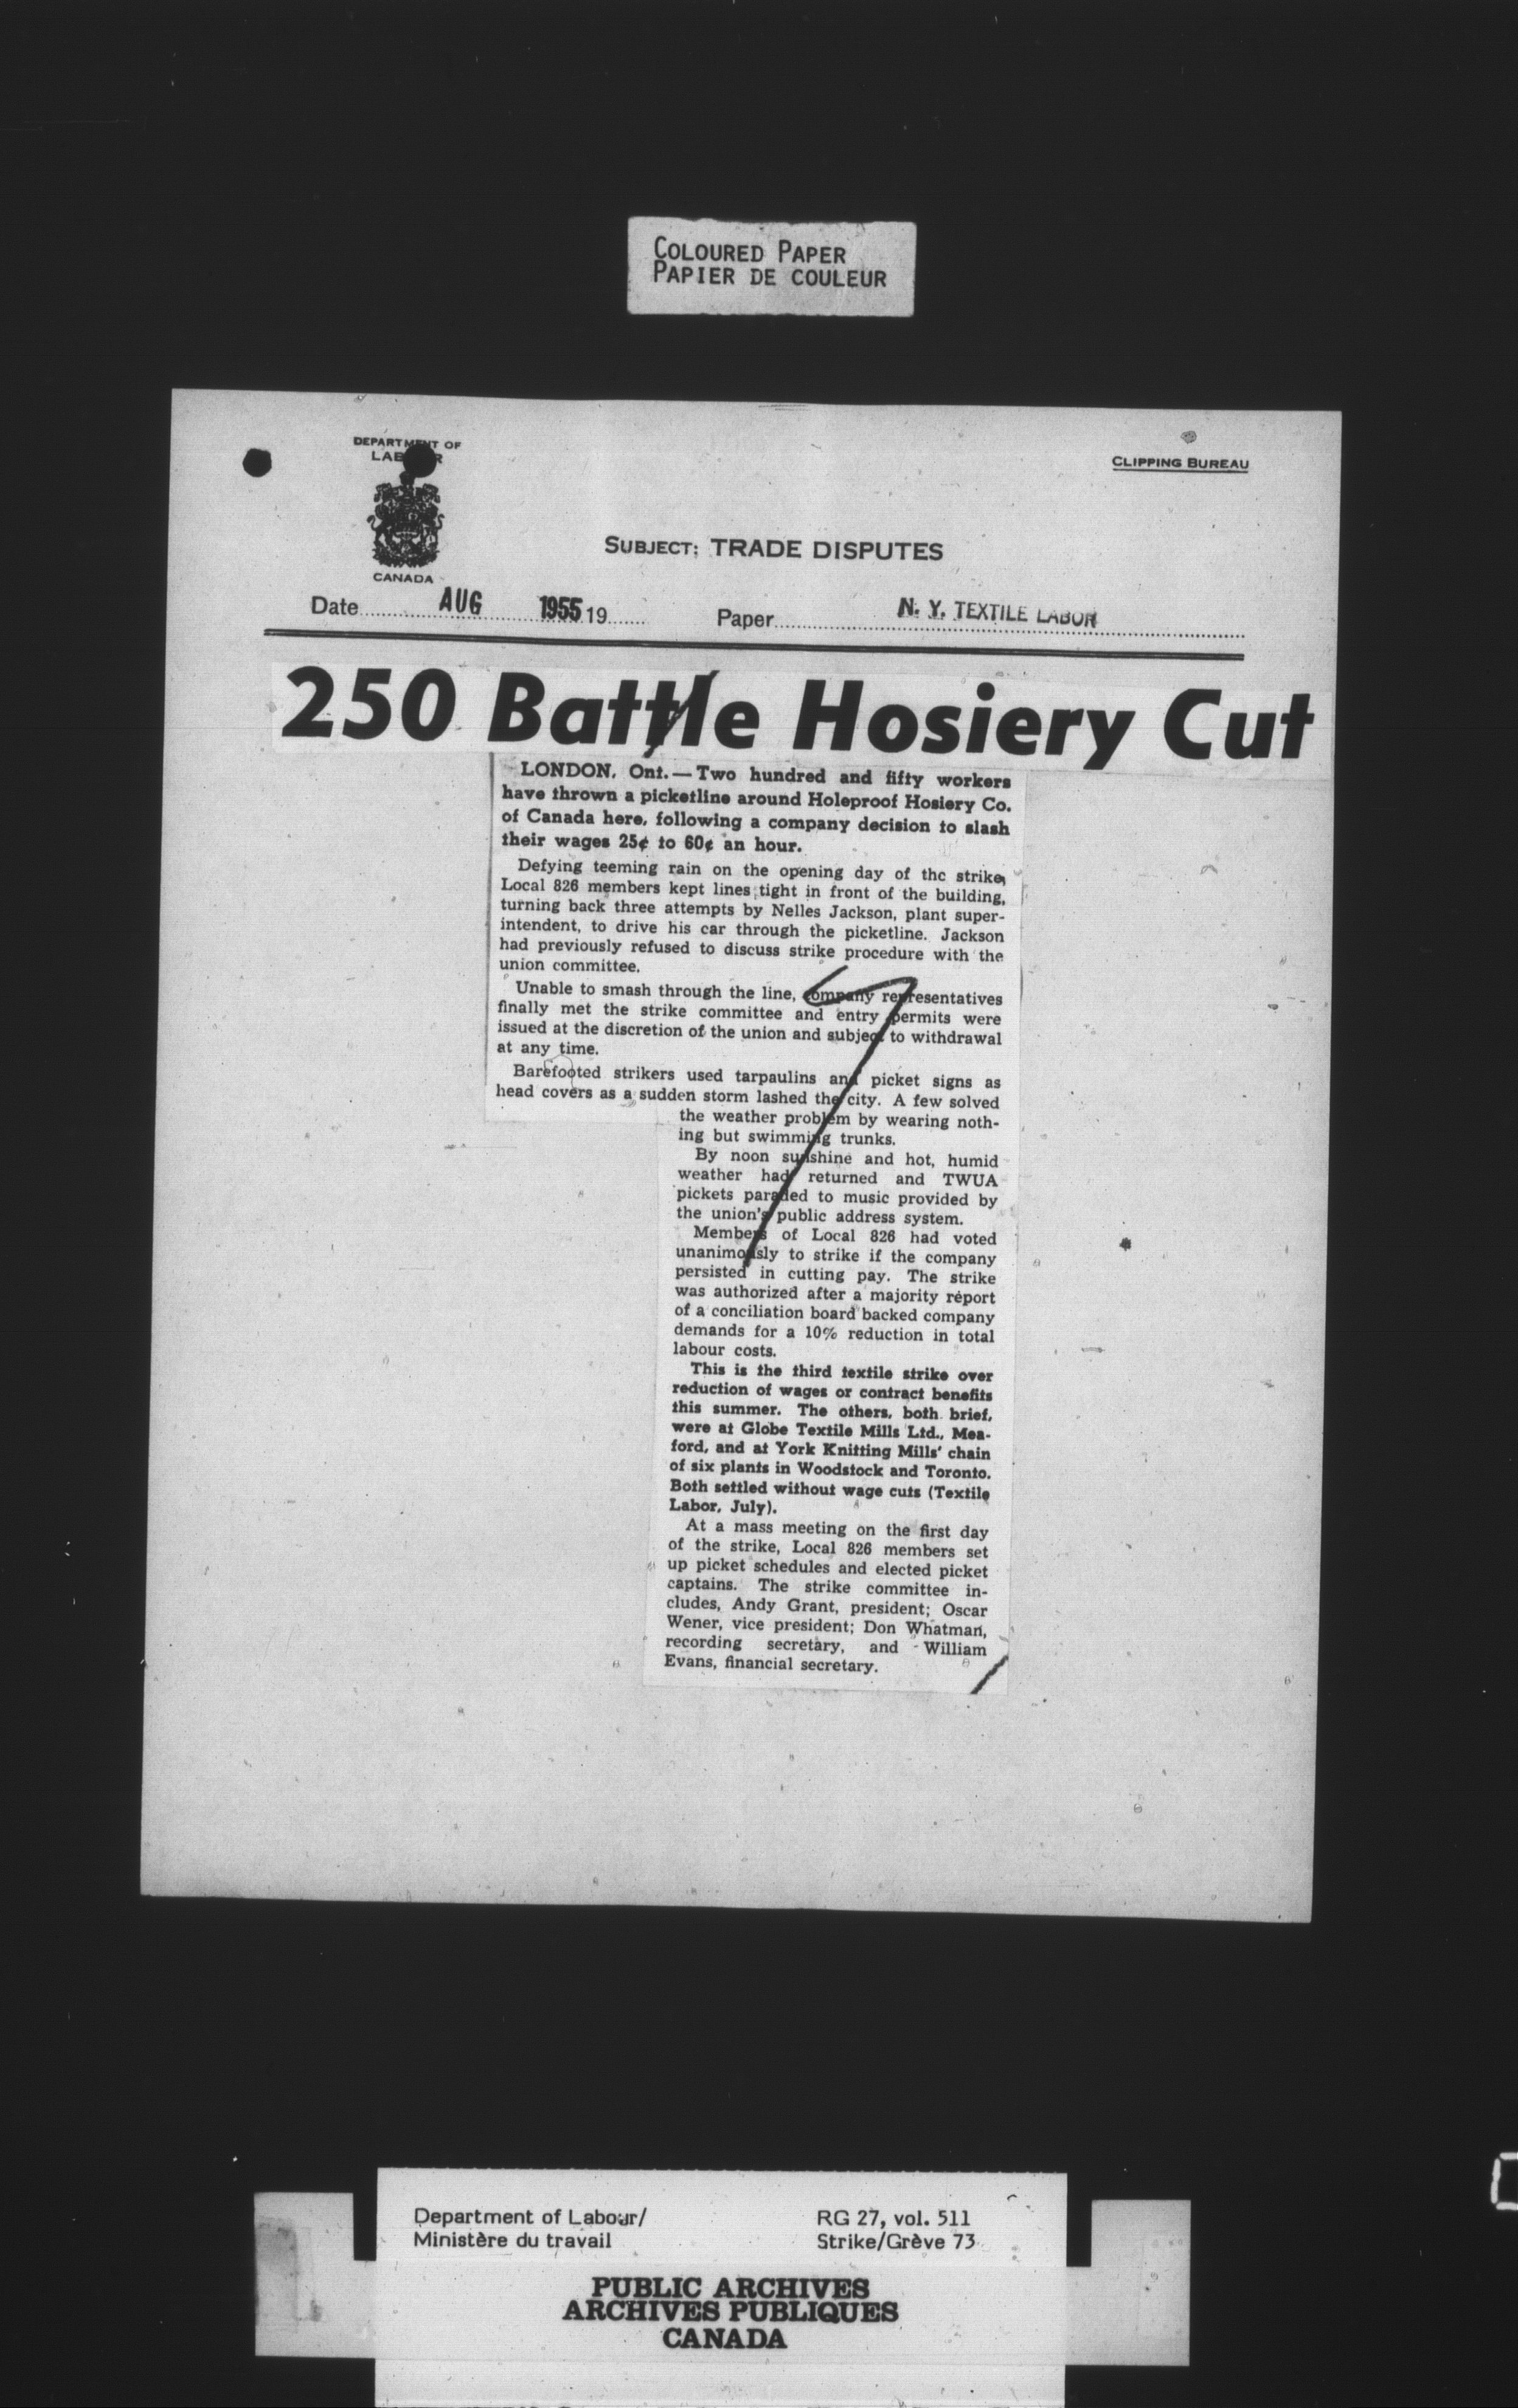 COLOURED PAPER
PAPIER DE COULEUR
DEPARTMENT OF
LABOUR
CANADA
CLIPPING BUREAU
SUBJECT: TRADE DISPUTES
Date AUG 1955 19 Paper N. Y. TEXTILE LABOR
250 Battle Hosiery Cut
LONDON, Ont.—Two hundred and fifty workers
have thrown a picketline around Holeproof Hosiery Co.
of Canada here, following a company decision to slash
their wages 25¢ to 60¢ an hour.
Defying teeming rain on the opening day of the strike,
Local 826 members kept lines tight in front of the building,
turning back three attempts by Nelles Jackson, plant super-
intendent, to drive his car through the picketline. Jackson
had previously refused to discuss strike procedure with the
union committee.
Unable to smash through the line, company representatives
finally met the strike committee and entry permits were
issued at the discretion of the union and subject to withdrawal
at any time.
Barefooted strikers used tarpaulins and picket signs as
head covers as a sudden storm lashed the city. A few solved
the weather problem by wearing noth-
ing but swimming trunks.
By noon sunshine and hot, humid
weather had returned and TWUA
pickets paraded to music provided by
the union's public address system.
Members of Local 826 had voted
unanimously to strike if the company
persisted in cutting pay. The strike
was authorized after a majority report
of a conciliation board backed company
demands for a 10% reduction in total
labour costs.
This is the third textile strike over
reduction of wages or contract benefits
this summer. The others, both brief,
were at Globe Textile Mills Ltd., Mea-
ford, and at York Knitting Mills' chain
of six plants in Woodstock and Toronto.
Both settled without wage cuts (Textile
Labor, July).
At a mass meeting on the first day
of the strike, Local 826 members set
up picket schedules and elected picket
captains. The strike committee in-
cludes, Andy Grant, president; Oscar
Wener, vice president; Don Whatman,
recording secretary, and William
Evans, financial secretary.
Department of Labour/ RG 27, vol. 511
Ministère du travail Strike/Grève 73
PUBLIC ARCHIVES
ARCHIVES PUBLIQUES
CANADA